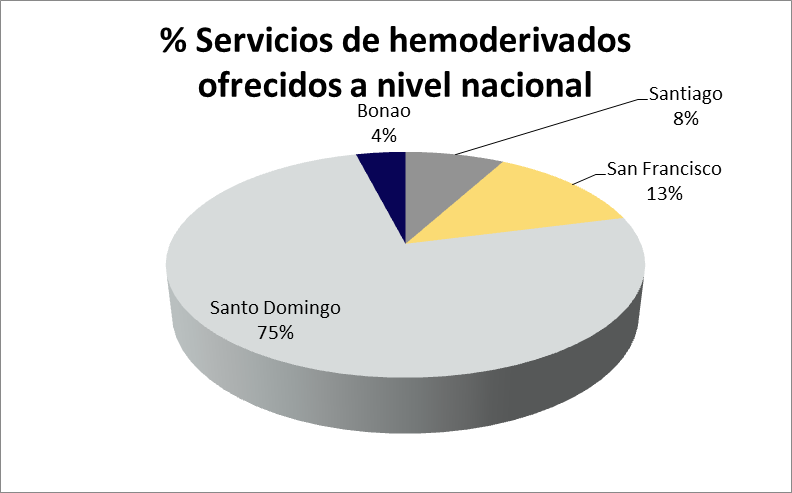 % Servicios de hemoderivados
ofrecidos a nivel nacional
Bonao
4%
Santiago
8%
San Francisco
13%
Santo Domingo
75%